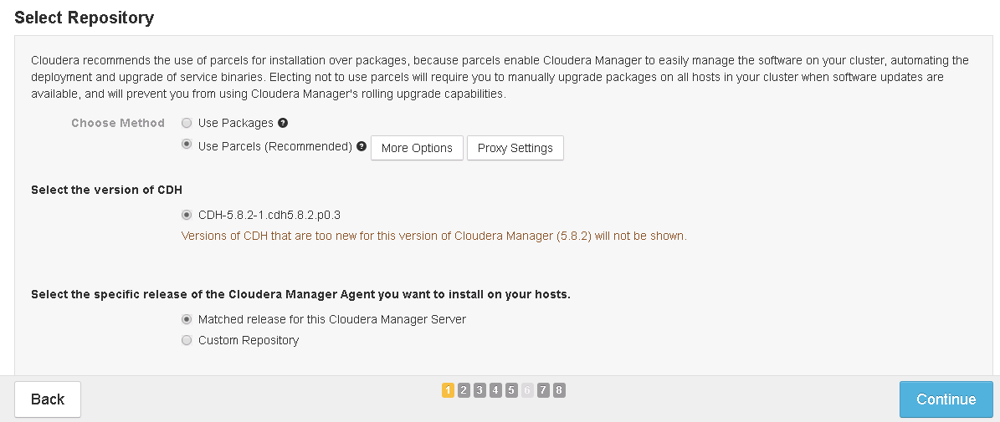 Select Repository
Cloudera recommends the use of parcels for installation over packages, because parcels enable Cloudera Manager to easily manage the software on your cluster, automating the
deployment and upgrade of service binaries. Electing not to use parcels will require you to manually upgrade packages on all hosts in your cluster when software updates are
available, and will prevent you from using Cloudera Manager's rolling upgrade capabilities.
Choose Method Use Packages ?
Use Parcels (Recommended) ? More Options Proxy Settings
Select the version of CDH
CDH-5.8.2-1.cdh5.8.2.p0.3
Versions of CDH that are too new for this version of Cloudera Manager (5.8.2) will not be shown.
Select the specific release of the Cloudera Manager Agent you want to install on your hosts.
Matched release for this Cloudera Manager Server
Custom Repository
Back 1 2 3 4 5 6 7 8 Continue